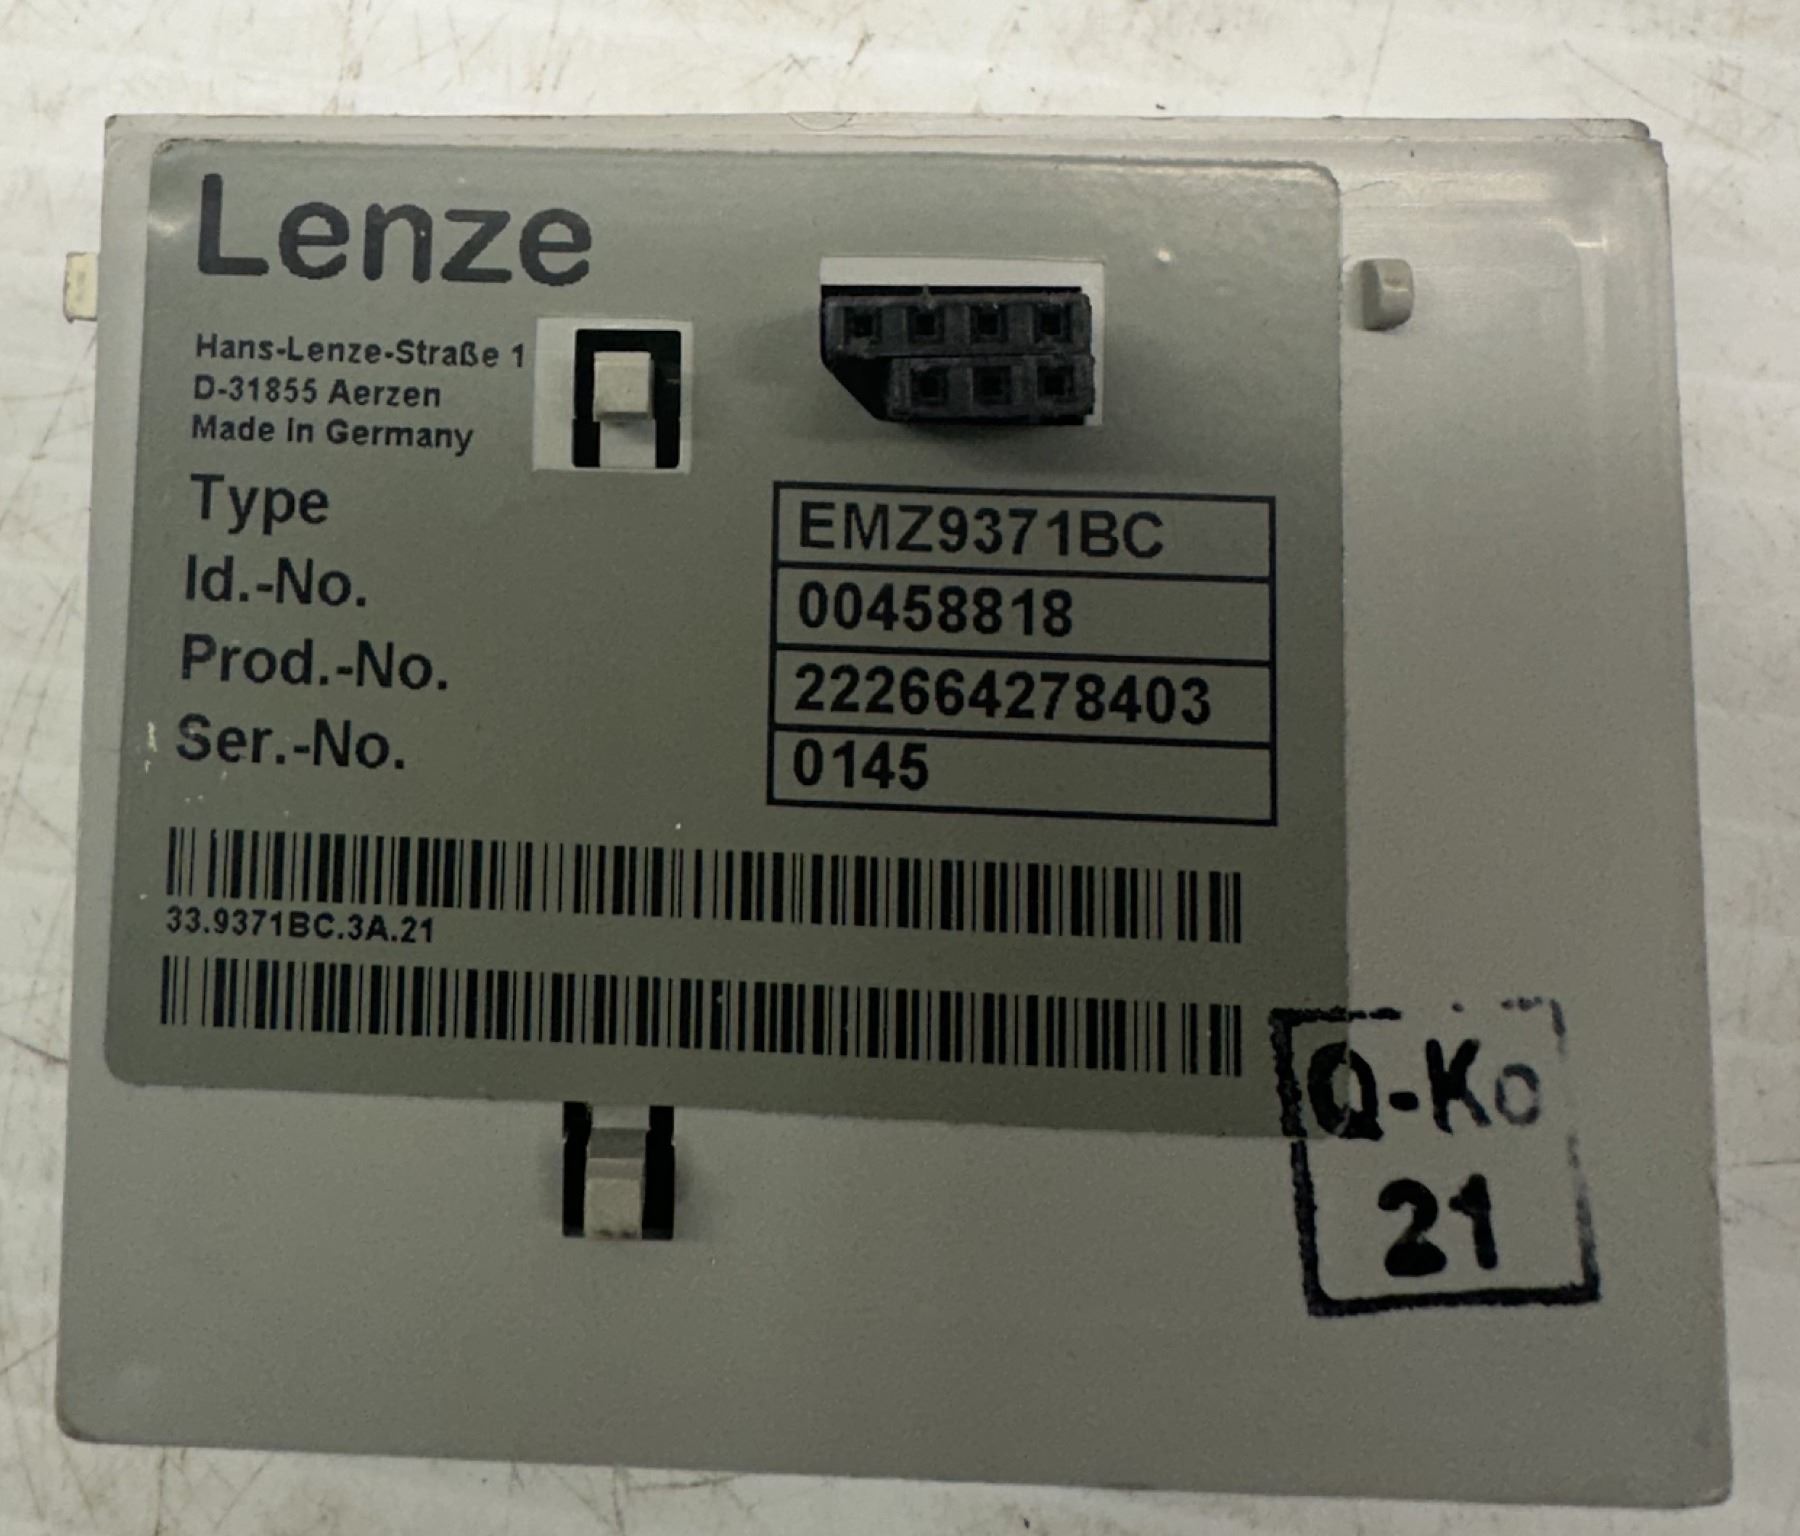 Lenze
Hans-Lenze-Straße 1
D-31855 Aerzen
Made in Germany
Type EMZ9371BC
Id.-No. 00458818
Prod.-No. 222664278403
Ser.-No. 0145
33.9371BC.3A.21
Q-Ko
21